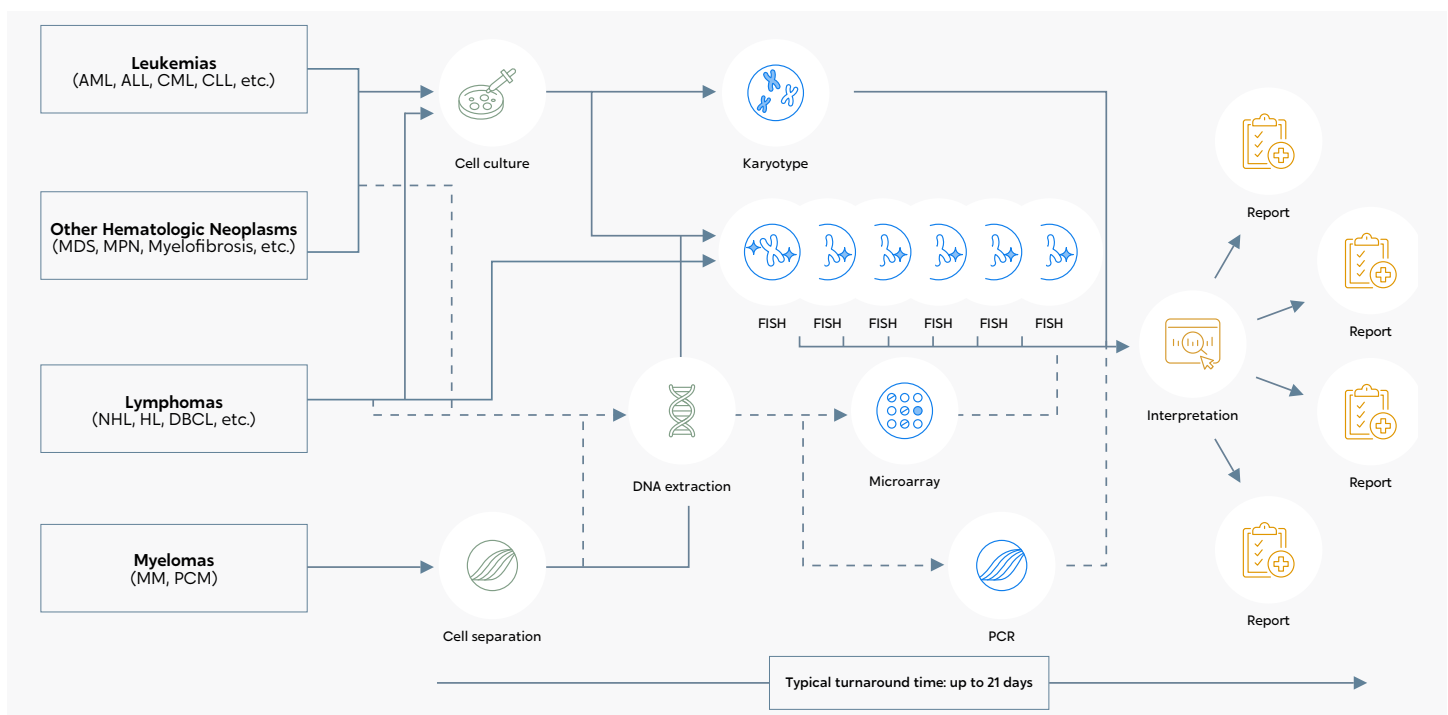 Leukemias
(AML, ALL, CML, CLL, etc.)
Other Hematologic Neoplasms
(MDS, MPN, Myelofibrosis, etc.)
Lymphomas
(NHL, HL, DBCL, etc.)
Myelomas
(MM, PCM)
Cell culture
Cell separation
DNA extraction
Karyotype
FISH FISH FISH FISH FISH FISH
Microarray
PCR
Interpretation
Report
Report
Report
Report
Typical turnaround time: up to 21 days